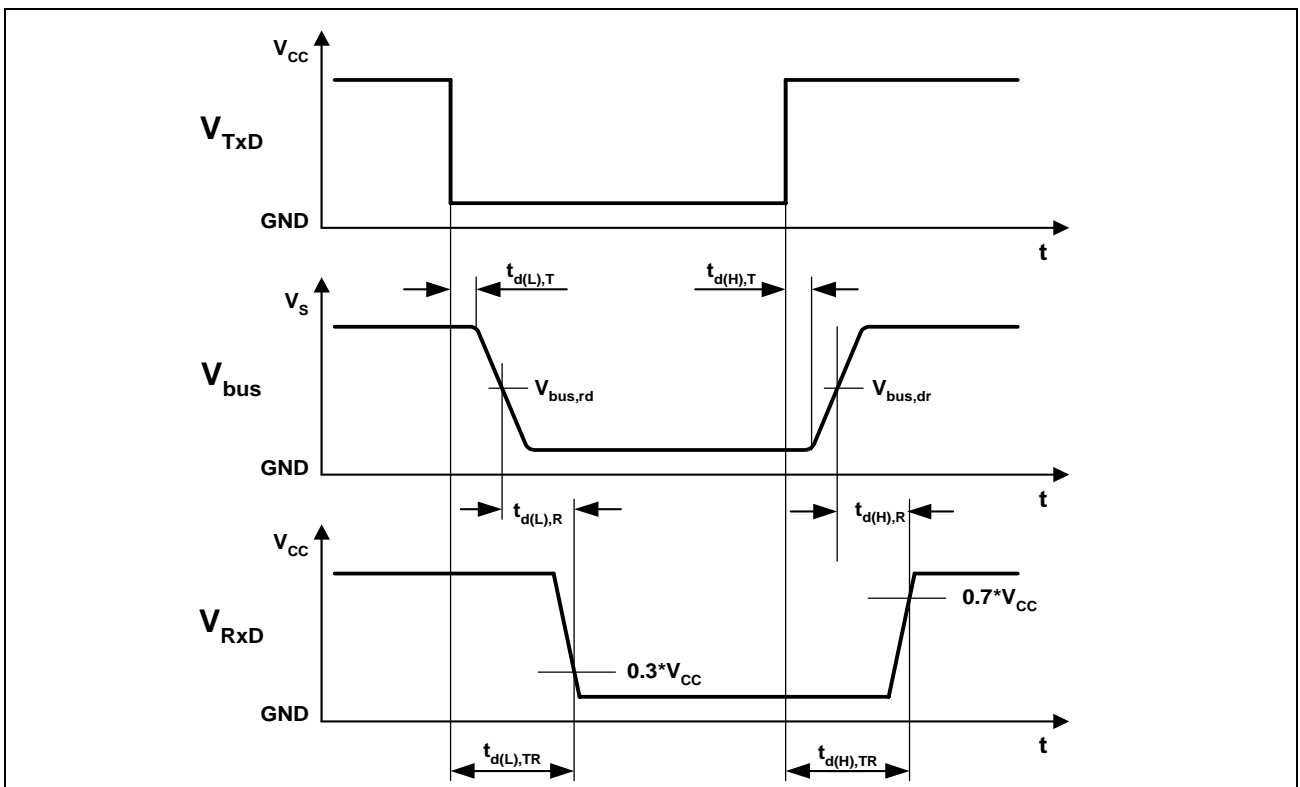 V_CC
V_TxD
GND
t
t_d(L),T
t_d(H),T
V_S
V_bus
V_bus,rd
V_bus,dr
GND
t
t_d(L),R
t_d(H),R
V_CC
0.7*V_CC
V_RxD
0.3*V_CC
GND
t
t_d(L),TR
t_d(H),TR